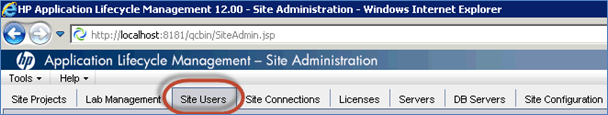 HP Application Lifecycle Management 12.00 - Site Administration - Windows Internet Explorer
http://localhost:8181/qcbin/SiteAdmin.jsp
hp Application Lifecycle Management – Site Administration
Tools Help
Site Projects Lab Management Site Users Site Connections Licenses Servers DB Servers Site Configuration